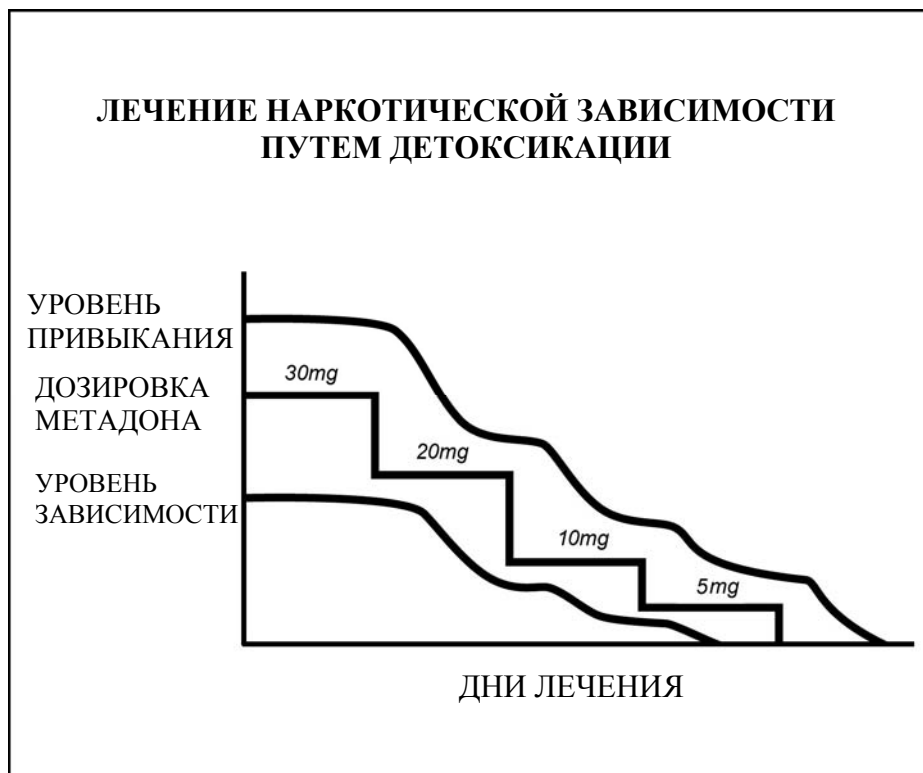 ЛЕЧЕНИЕ НАРКОТИЧЕСКОЙ ЗАВИСИМОСТИ
ПУТЕМ ДЕТОКСИКАЦИИ
УРОВЕНЬ
ПРИВЫКАНИЯ
30mg
ДОЗИРОВКА
МЕТАДОНА
20mg
УРОВЕНЬ
ЗАВИСИМОСТИ
10mg
5mg
ДНИ ЛЕЧЕНИЯ